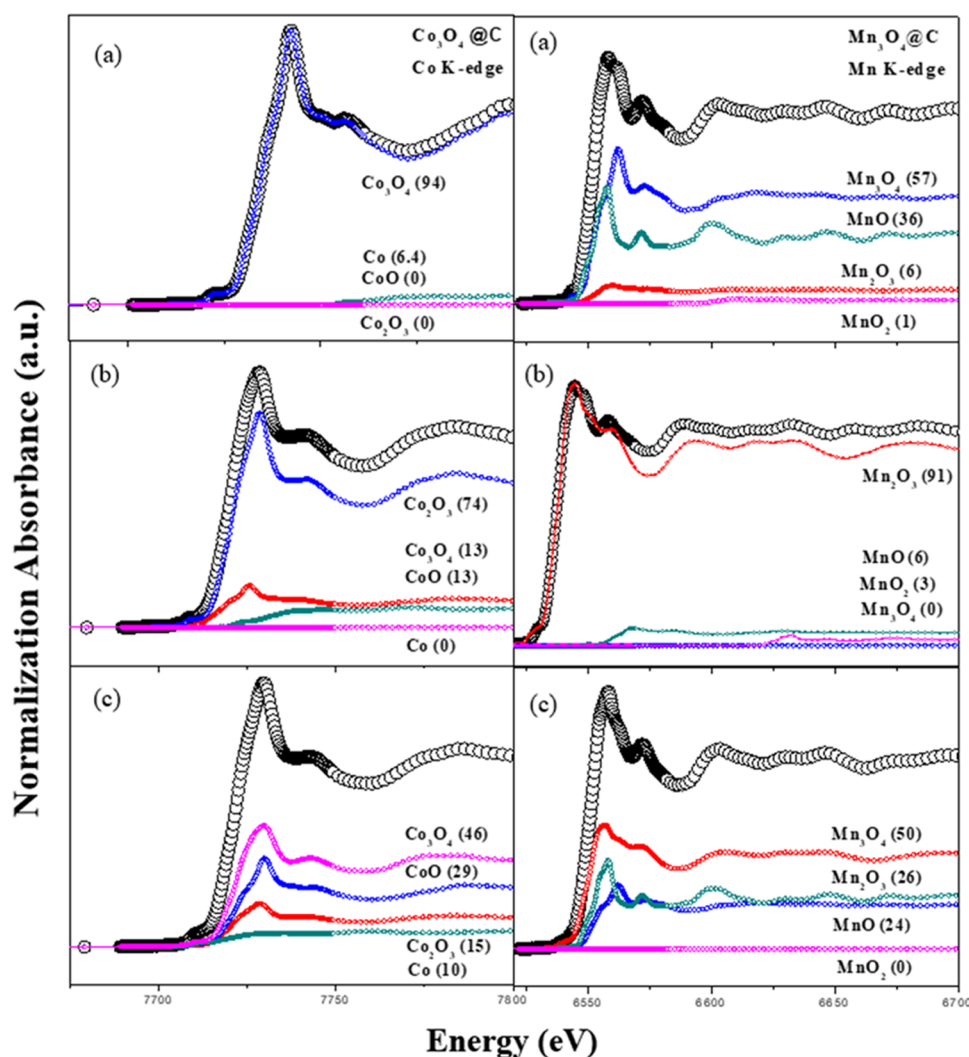 Normalization Absorbance (a.u.)
(a)
Co₃O₄ @C
Co K-edge
Co₃O₄ (94)
Co (6.4)
CoO (0)
Co₂O₃ (0)
(b)
Co₂O₃ (74)
Co₃O₄ (13)
CoO (13)
Co (0)
(c)
Co₃O₄ (46)
CoO (29)
Co₂O₃ (15)
Co (10)
7700
7750
7800
(a)
Mn₃O₄@C
Mn K-edge
Mn₃O₄ (57)
MnO (36)
Mn₂O₃ (6)
MnO₂ (1)
(b)
Mn₂O₃ (91)
MnO (6)
MnO₂ (3)
Mn₃O₄ (0)
(c)
Mn₃O₄ (50)
Mn₂O₃ (26)
MnO (24)
MnO₂ (0)
6550
6600
6650
6700
Energy (eV)